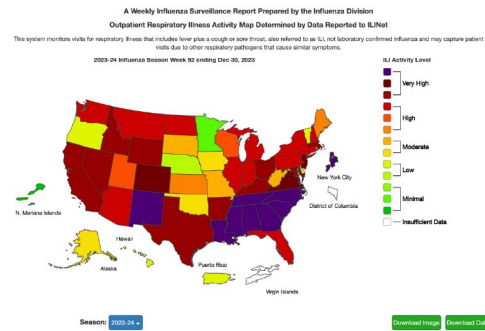 A Weekly Influenza Surveillance Report Prepared by the Influenza Division
Outpatient Respiratory Illness Activity Map Determined by Data Reported to ILINet
This system monitors visits for respiratory illness that includes fever plus a cough or sore throat, also referred to as ILI, not laboratory confirmed influenza and may capture patient
visits due to other respiratory pathogens that cause similar symptoms.
2023-24 Influenza Season Week 52 ending Dec 30, 2023
ILI Activity Level
Very High
High
Moderate
Low
Minimal
Insufficient Data
New York City
District of Columbia
N. Mariana Islands
Hawaii
Alaska
Puerto Rico
Virgin Islands
Season: 2023-24
Download Image
Download Dat